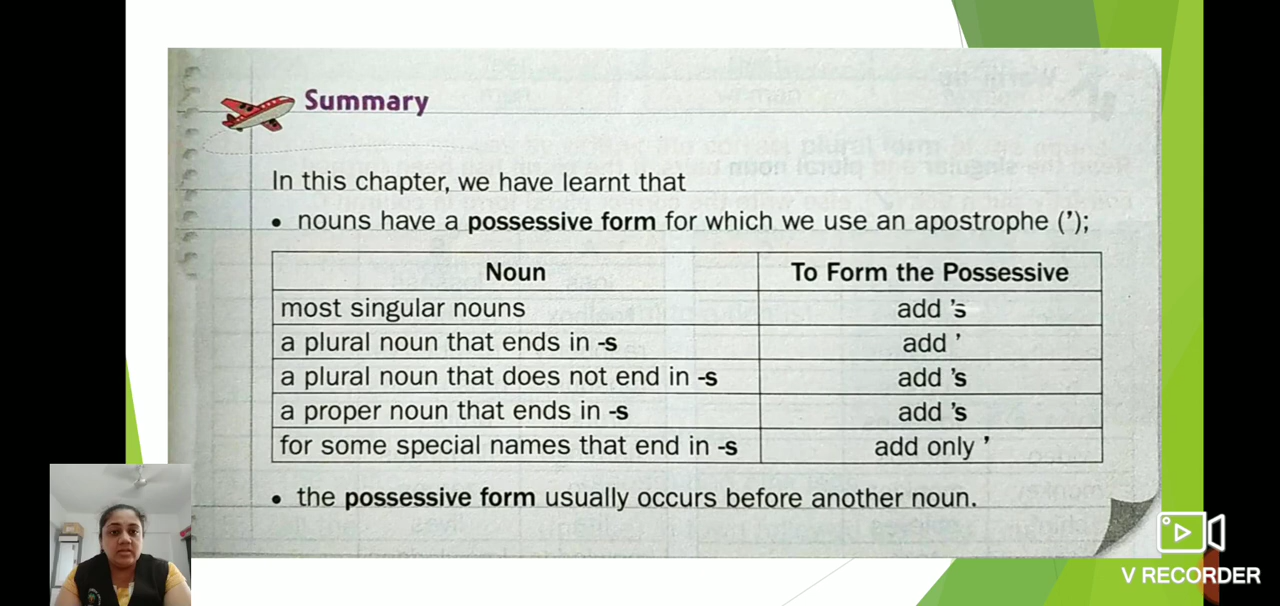 Summary
In this chapter, we have learnt that
• nouns have a possessive form for which we use an apostrophe (’);
Noun To Form the Possessive
most singular nouns add ’s
a plural noun that ends in -s add ’
a plural noun that does not end in -s add ’s
a proper noun that ends in -s add ’s
for some special names that end in -s add only ’
• the possessive form usually occurs before another noun.
V RECORDER